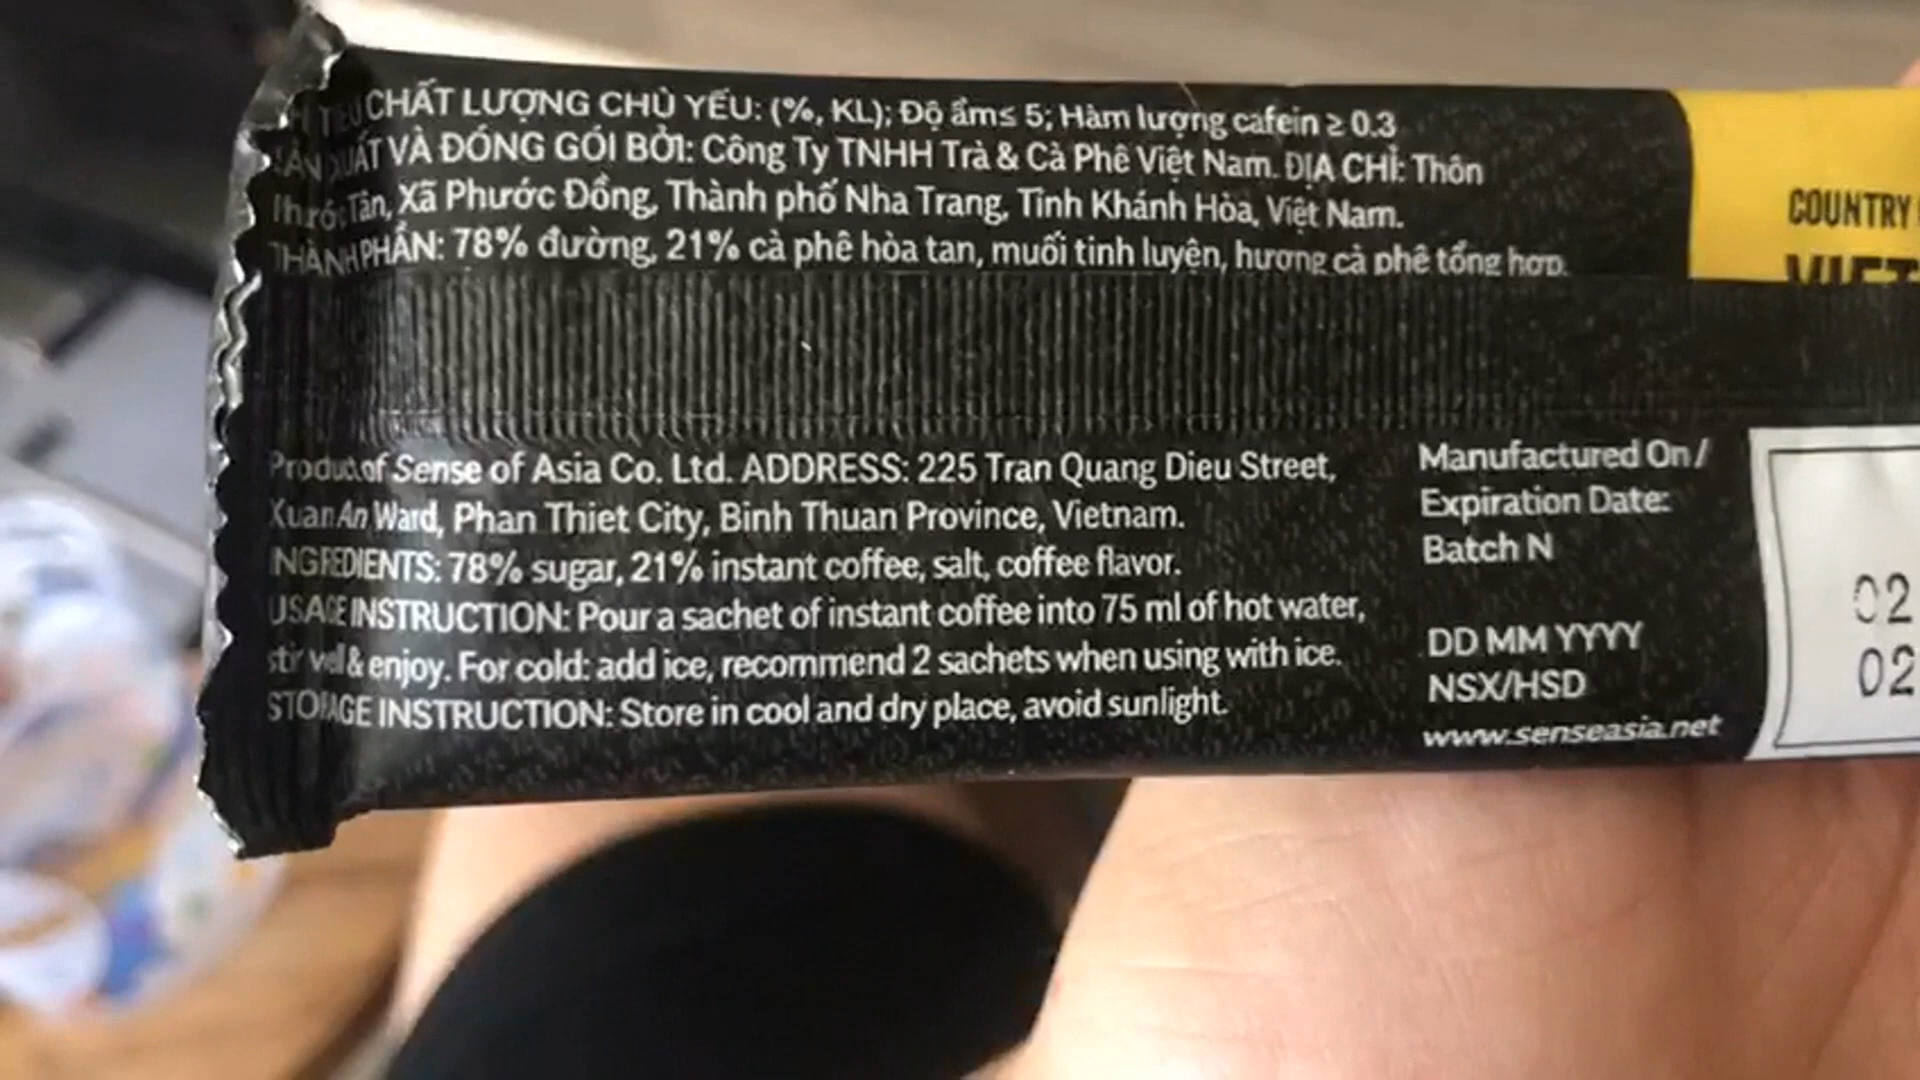 CHẤT LƯỢNG CHỦ YẾU: (%, KL); Độ ẩm≤ 5; Hàm lượng cafein ≥ 0.3
XUẤT VÀ ĐÓNG GÓI BỞI: Công Ty TNHH Trà & Cà Phê Việt Nam. ĐỊA CHỈ: Thôn
Phước Tân, Xã Phước Đồng, Thành phố Nha Trang, Tỉnh Khánh Hòa, Việt Nam.
THÀNH PHẦN: 78% đường, 21% cà phê hòa tan, muối tinh luyện, hương cà phê tổng hợp.
COUNTRY
Product of Sense of Asia Co. Ltd. ADDRESS: 225 Tran Quang Dieu Street,
Xuan An Ward, Phan Thiet City, Binh Thuan Province, Vietnam.
INGREDIENTS: 78% sugar, 21% instant coffee, salt, coffee flavor.
USAGE INSTRUCTION: Pour a sachet of instant coffee into 75 ml of hot water,
stir well & enjoy. For cold: add ice, recommend 2 sachets when using with ice.
STORAGE INSTRUCTION: Store in cool and dry place, avoid sunlight.
Manufactured On /
Expiration Date:
Batch N
DD MM YYYY
NSX/HSD
www.senseasia.net
02
02